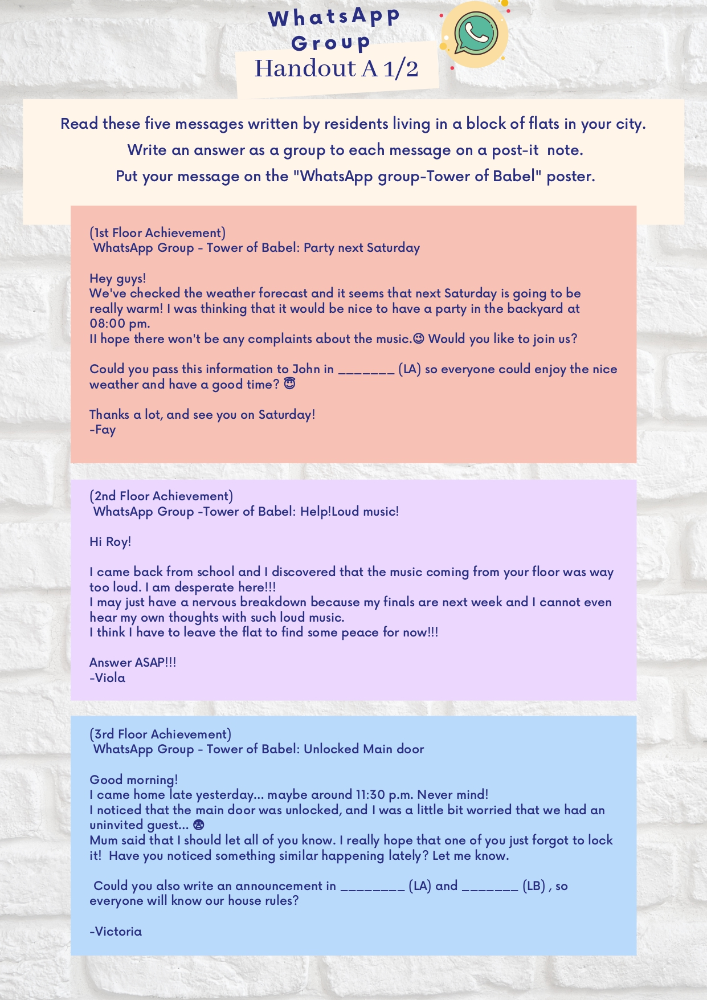 WhatsApp
Group
Handout A 1/2
Read these five messages written by residents living in a block of flats in your city.
Write an answer as a group to each message on a post-it note.
Put your message on the "WhatsApp group-Tower of Babel" poster.
(1st Floor Achievement)
WhatsApp Group - Tower of Babel: Party next Saturday
Hey guys!
We've checked the weather forecast and it seems that next Saturday is going to be
really warm! I was thinking that it would be nice to have a party in the backyard at
08:00 pm.
II hope there won't be any complaints about the music.😉 Would you like to join us?
Could you pass this information to John in _______ (LA) so everyone could enjoy the nice
weather and have a good time? 😇
Thanks a lot, and see you on Saturday!
-Fay
(2nd Floor Achievement)
WhatsApp Group -Tower of Babel: Help!Loud music!
Hi Roy!
I came back from school and I discovered that the music coming from your floor was way
too loud. I am desperate here!!!
I may just have a nervous breakdown because my finals are next week and I cannot even
hear my own thoughts with such loud music.
I think I have to leave the flat to find some peace for now!!!
Answer ASAP!!!
-Viola
(3rd Floor Achievement)
WhatsApp Group - Tower of Babel: Unlocked Main door
Good morning!
I came home late yesterday... maybe around 11:30 p.m. Never mind!
I noticed that the main door was unlocked, and I was a little bit worried that we had an
uninvited guest... 😨
Mum said that I should let all of you know. I really hope that one of you just forgot to lock
it! Have you noticed something similar happening lately? Let me know.
Could you also write an announcement in ________ (LA) and _______ (LB) , so
everyone will know our house rules?
-Victoria